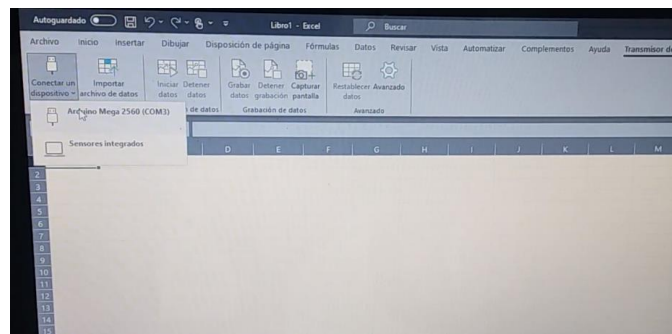 Autoguardado
Libro1 - Excel
Buscar
Archivo Inicio Insertar Dibujar Disposición de página Fórmulas Datos Revisar Vista Automatizar Complementos Ayuda Transmisor de
Conectar un dispositivo
Importar archivo de datos
Iniciar datos
Detener datos
Grabar datos
Detener grabación
Capturar pantalla
Restablecer datos
Avanzado
de datos
Grabación de datos
Avanzado
Arduino Mega 2560 (COM3)
Sensores integrados
D E F G H I J K L M
2
3
4
5
6
7
8
9
10
11
12
13
14
15